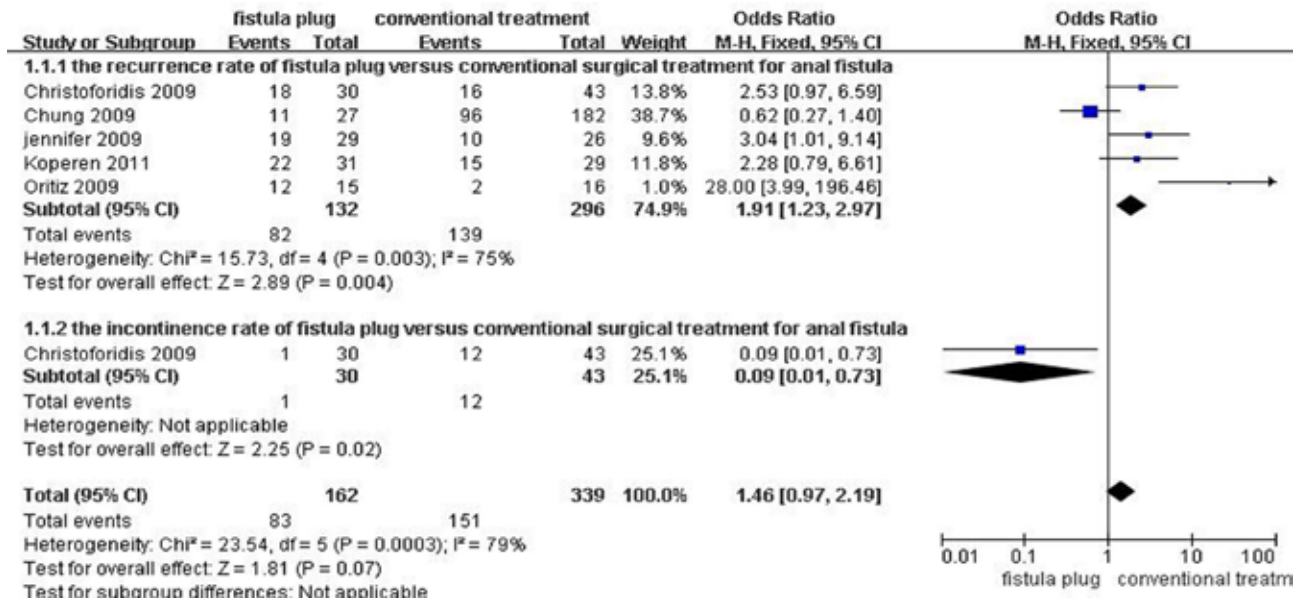 fistula plug conventional treatment Odds Ratio Odds Ratio
Study or Subgroup Events Total Events Total Weight M-H, Fixed, 95% CI M-H, Fixed, 95% CI
1.1.1 the recurrence rate of fistula plug versus conventional surgical treatment for anal fistula
Christoforidis 2009 18 30 16 43 13.8% 2.53 [0.97, 6.59]
Chung 2009 11 27 96 182 38.7% 0.62 [0.27, 1.40]
jennifer 2009 19 29 10 26 9.6% 3.04 [1.01, 9.14]
Koperen 2011 22 31 15 29 11.8% 2.28 [0.79, 6.61]
Oritiz 2009 12 15 2 16 1.0% 28.00 [3.99, 196.46]
Subtotal (95% CI) 132 296 74.9% 1.91 [1.23, 2.97]
Total events 82 139
Heterogeneity: Chi² = 15.73, df = 4 (P = 0.003); I² = 75%
Test for overall effect: Z = 2.89 (P = 0.004)
1.1.2 the incontinence rate of fistula plug versus conventional surgical treatment for anal fistula
Christoforidis 2009 1 30 12 43 25.1% 0.09 [0.01, 0.73]
Subtotal (95% CI) 30 43 25.1% 0.09 [0.01, 0.73]
Total events 1 12
Heterogeneity: Not applicable
Test for overall effect: Z = 2.25 (P = 0.02)
Total (95% CI) 162 339 100.0% 1.46 [0.97, 2.19]
Total events 83 151
Heterogeneity: Chi² = 23.54, df = 5 (P = 0.0003); I² = 79%
Test for overall effect: Z = 1.81 (P = 0.07)
Test for subgroup differences: Not applicable
0.01 0.1 1 10 100
fistula plug conventional treatm